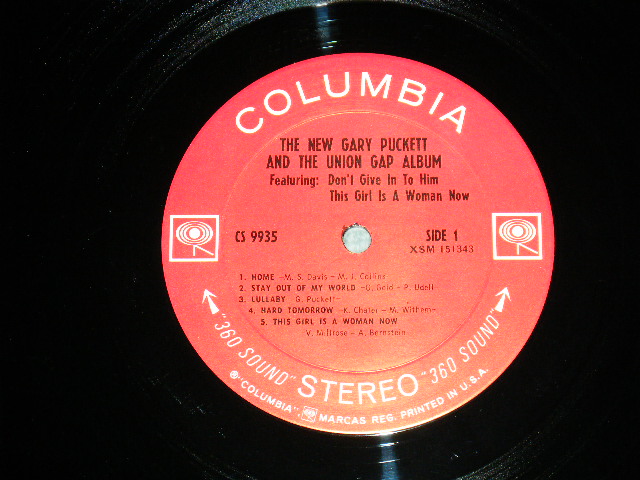 COLUMBIA
THE NEW GARY PUCKETT
AND THE UNION GAP ALBUM
Featuring: Don't Give In To Him
This Girl Is A Woman Now
CS 9935
SIDE 1
XSM 151343
1. HOME –M. S. Davis – M. J. Collins
2. STAY OUT OF MY WORLD –G. Geld – P. Udell
3. LULLABY G. Puckett–
4. HARD TOMORROW –K. Chater – M. Withem–
5. THIS GIRL IS A WOMAN NOW
V. Millrose – A. Bernstein
"360 SOUND" STEREO "360 SOUND"
® "COLUMBIA", MARCAS REG. PRINTED IN U.S.A.